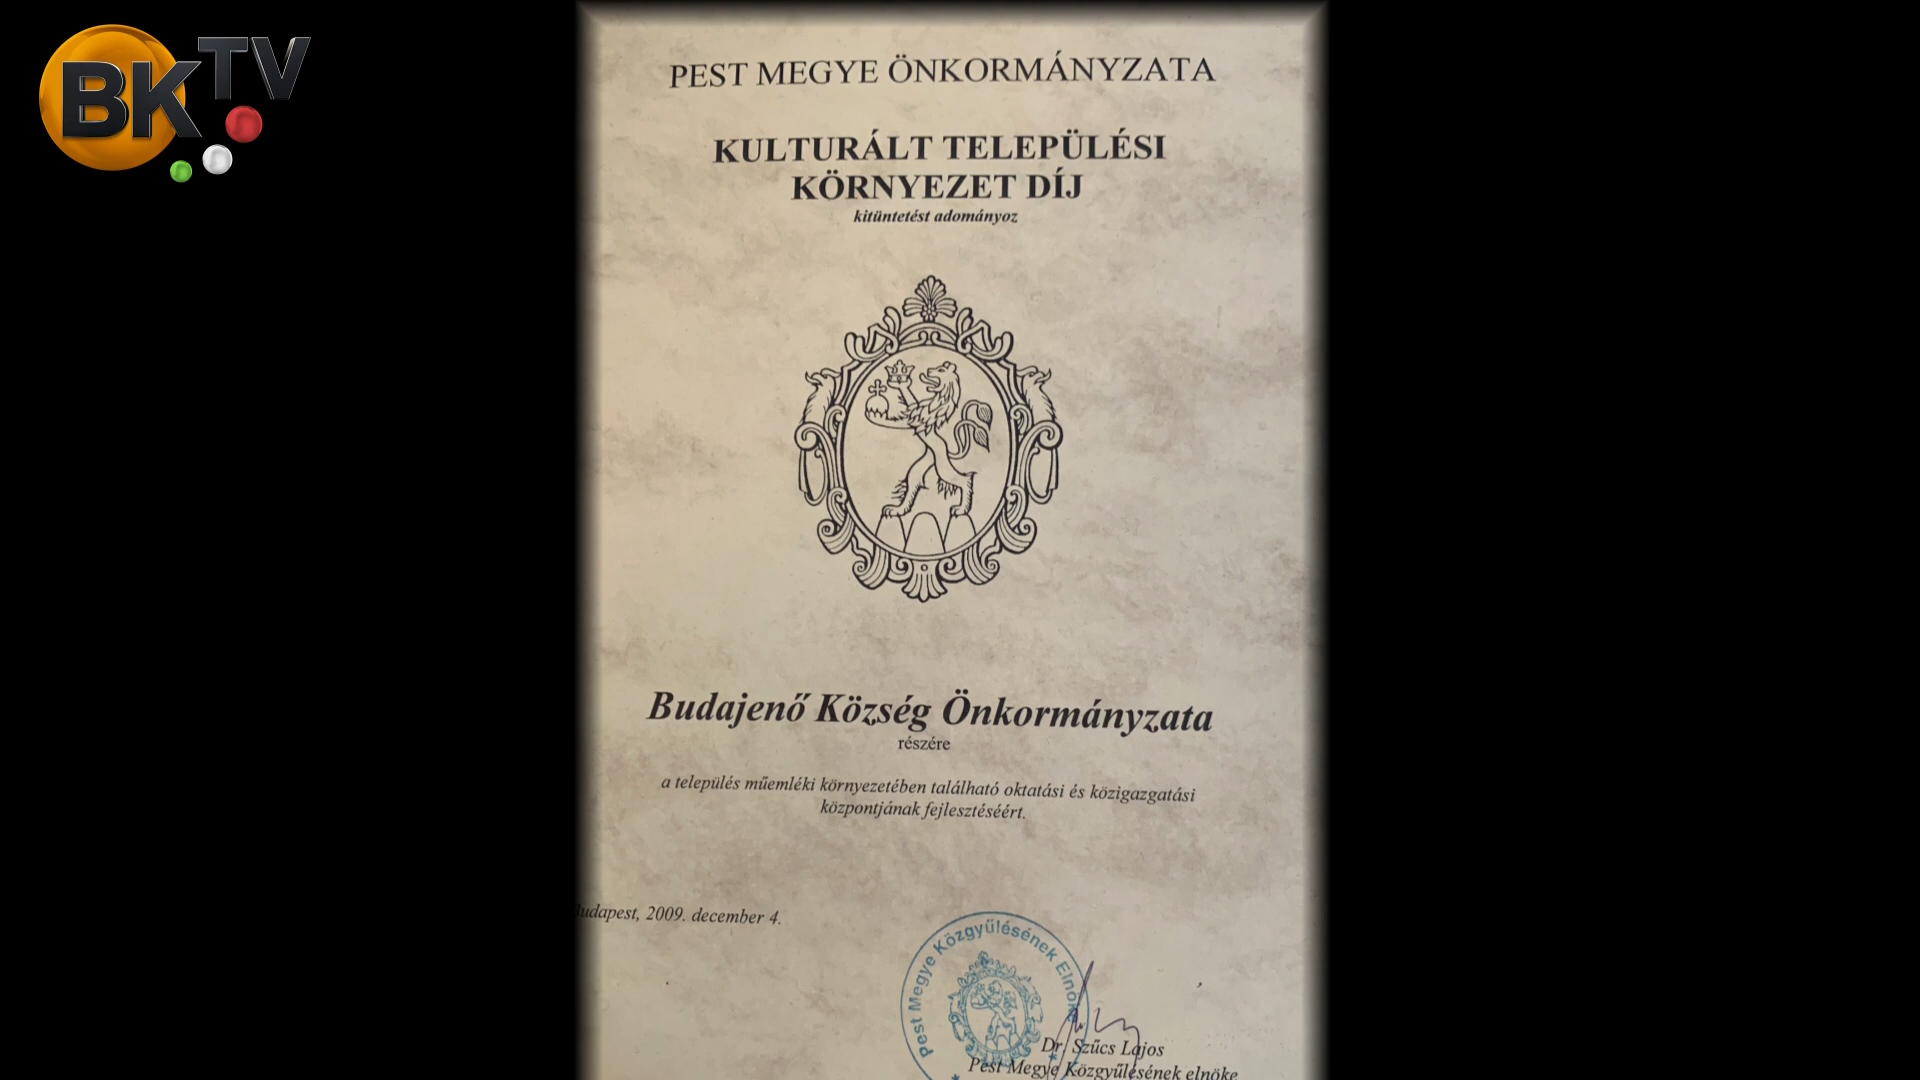 BKTV
PEST MEGYE ÖNKORMÁNYZATA
KULTURÁLT TELEPÜLÉSI
KÖRNYEZET DÍJ
kitüntetést adományoz
Budajenő Község Önkormányzata
részére
a település műemléki környezetében található oktatási és közigazgatási
központjának fejlesztéséért.
Budapest, 2009. december 4.
Pest Megye Közgyűlésének Elnöke
Dr. Szűcs Lajos
Pest Megye Közgyűlésének elnöke